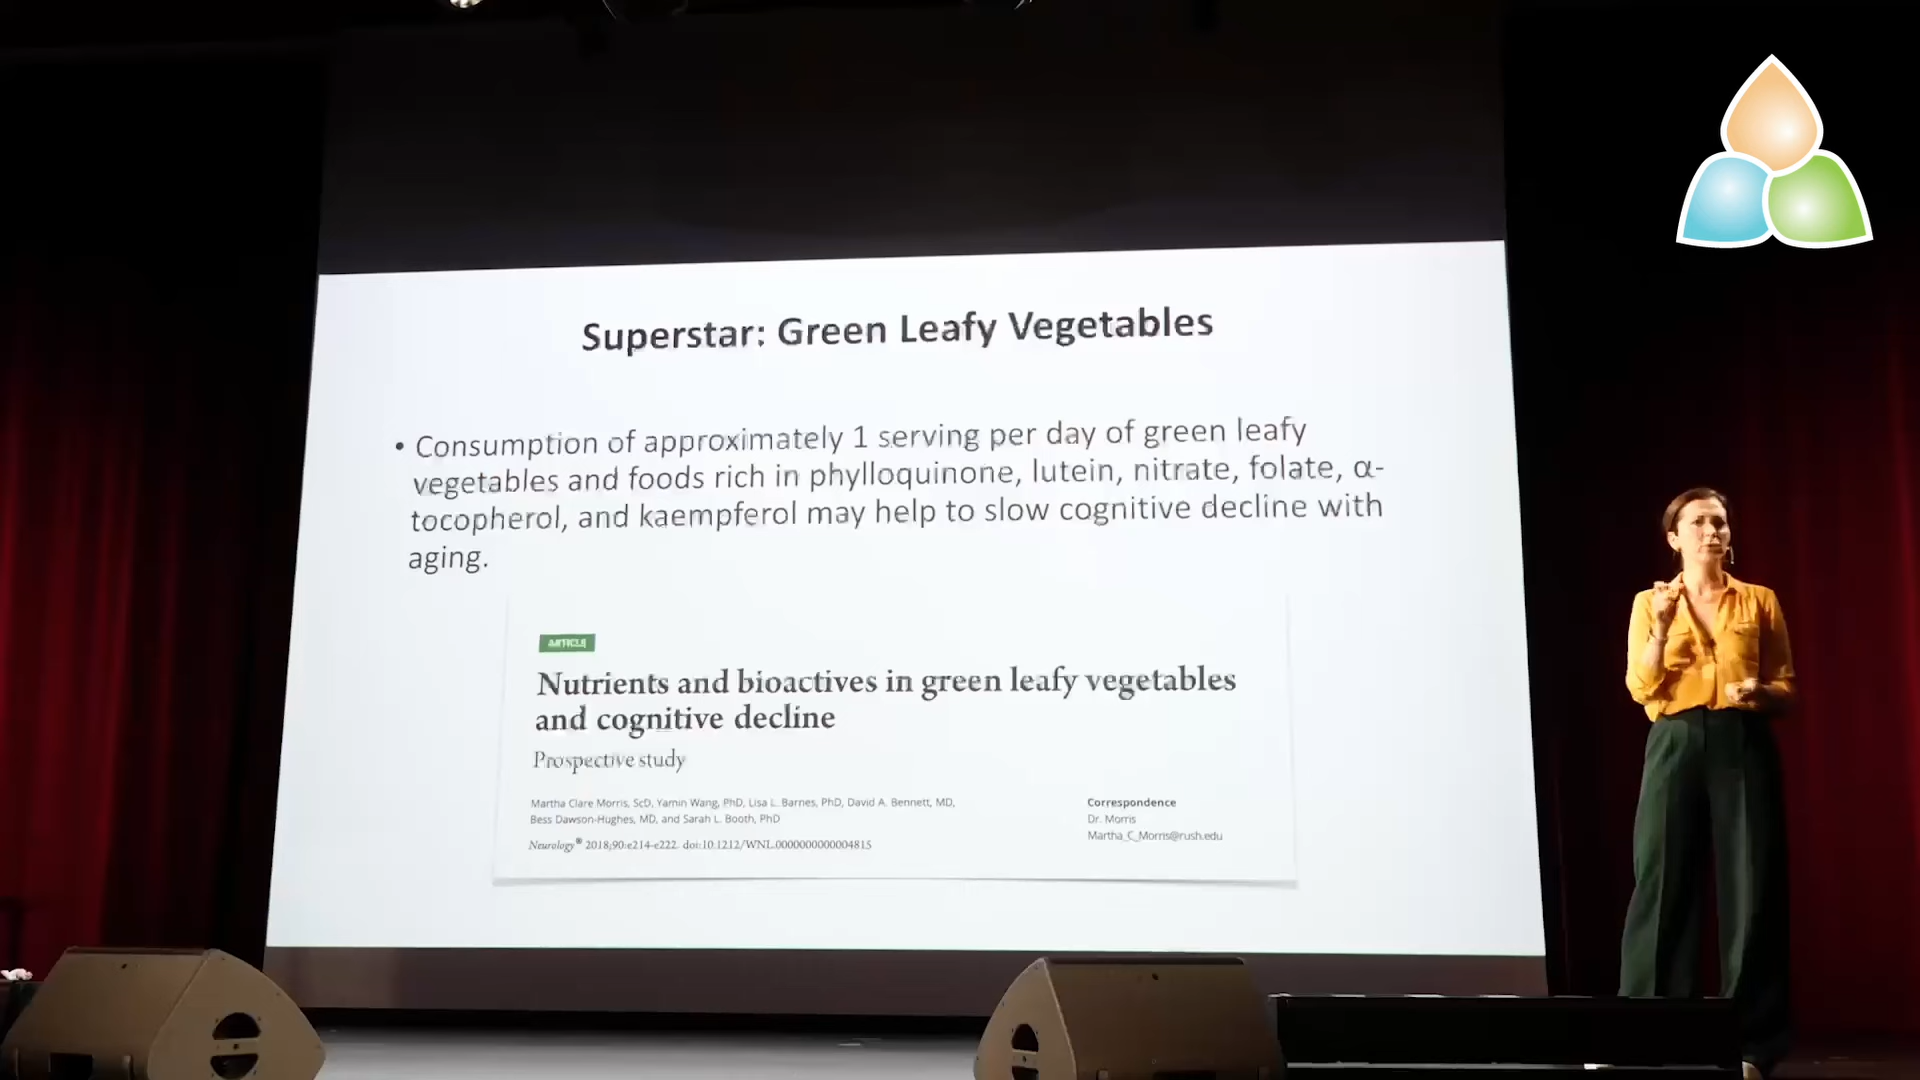 Superstar: Green Leafy Vegetables
• Consumption of approximately 1 serving per day of green leafy
vegetables and foods rich in phylloquinone, lutein, nitrate, folate, α-
tocopherol, and kaempferol may help to slow cognitive decline with
aging.
ARTICLE
Nutrients and bioactives in green leafy vegetables
and cognitive decline
Prospective study
Martha Clare Morris, ScD, Yamin Wang, PhD, Lisa L. Barnes, PhD, David A. Bennett, MD,
Bess Dawson-Hughes, MD, and Sarah L. Booth, PhD
Correspondence
Dr. Morris
Martha_C_Morris@rush.edu
Neurology® 2018;90:e214-e222. doi:10.1212/WNL.0000000000004815